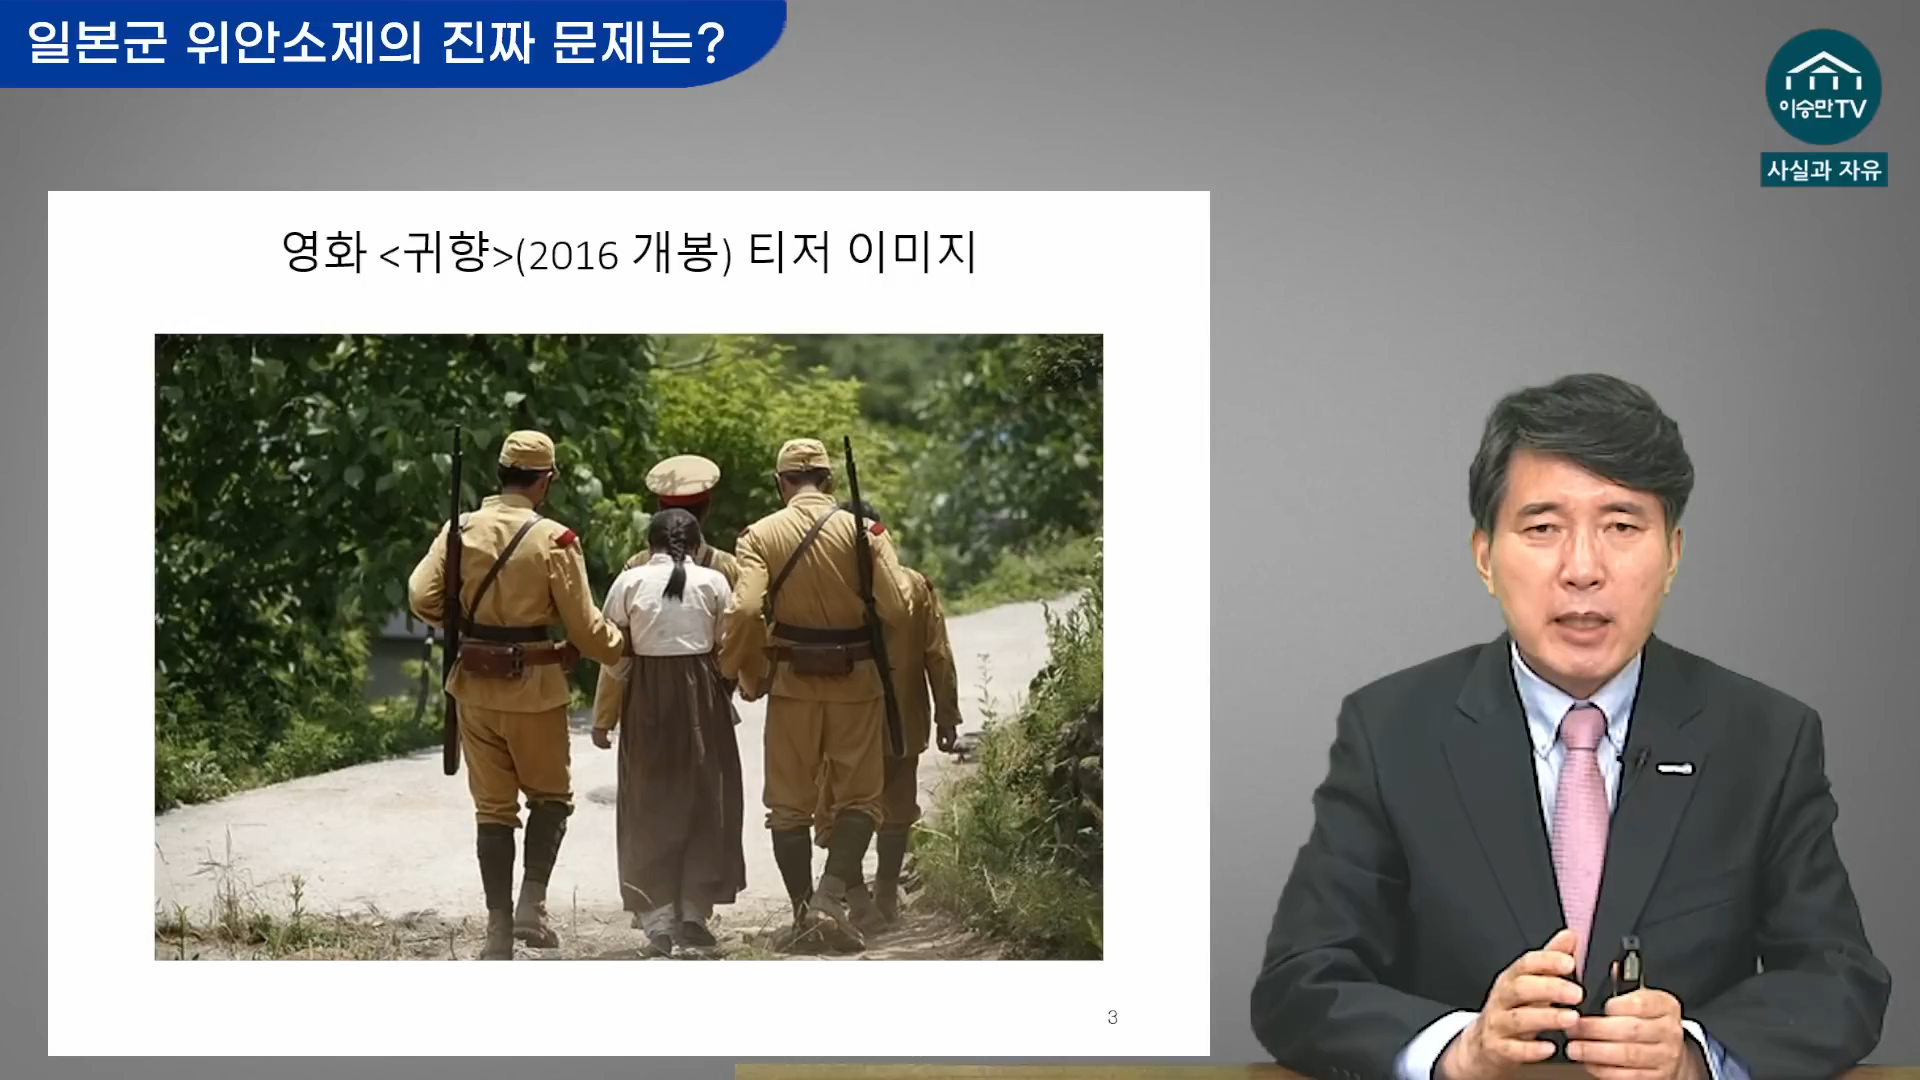 일본군 위안소제의 진짜 문제는?
이승만TV
사실과 자유
영화 <귀향>(2016 개봉) 티저 이미지
3